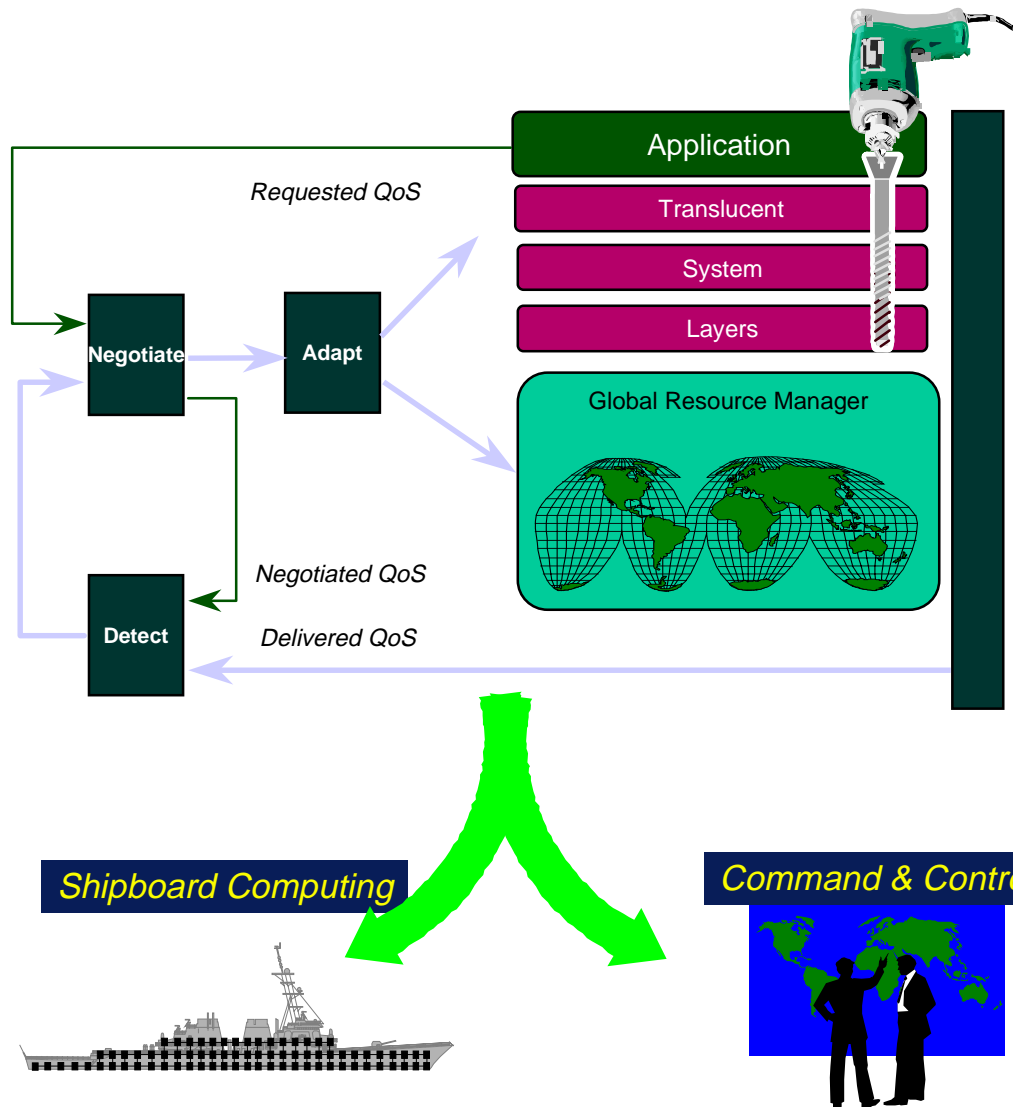 Application
Requested QoS
Translucent
System
Layers
Negotiate
Adapt
Global Resource Manager
Negotiated QoS
Detect
Delivered QoS
Shipboard Computing
Command & Contro